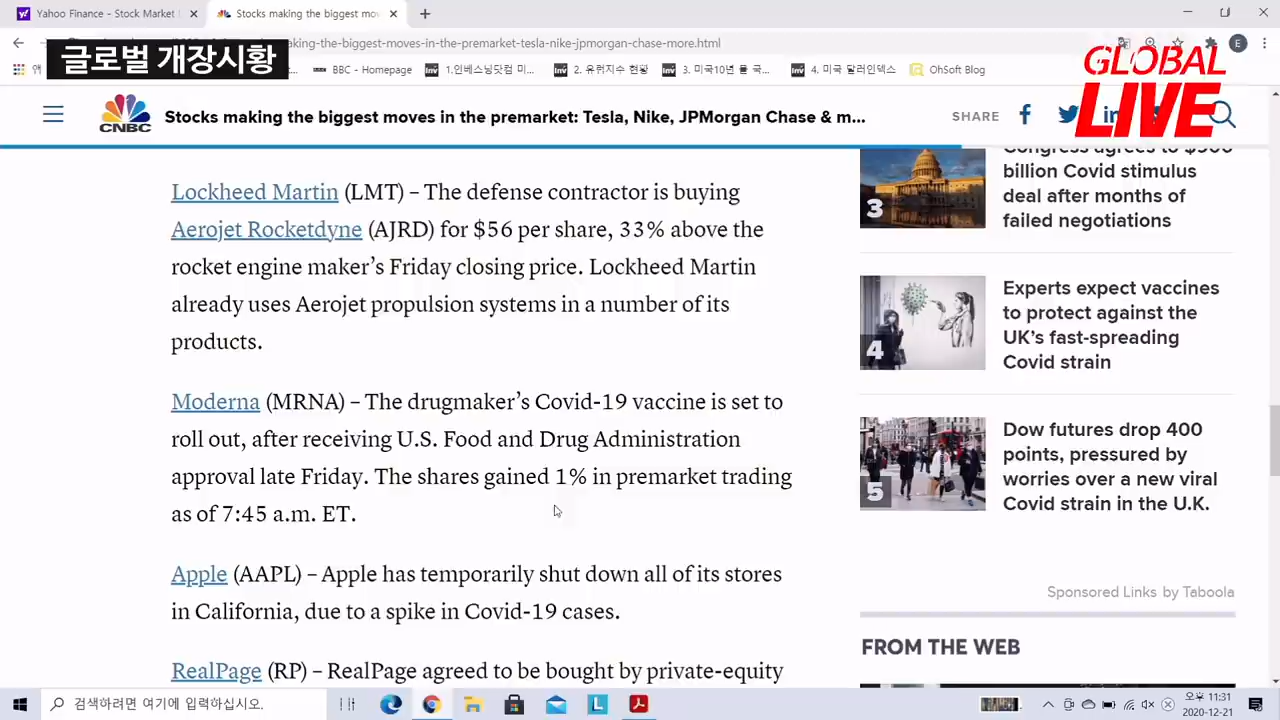 Yahoo Finance - Stock Market
Stocks making the biggest mov
글로벌 개장시황
aking-the-biggest-moves-in-the-premarket-tesla-nike-jpmorgan-chase-more.html
E
GLOBAL
LIVE
BBC - Homepage
1.인베스팅닷컴 미...
2. 유럽지수 현황
3. 미국10년 물 국...
4. 미국 달러인덱스
OhSoft Blog
CNBC
Stocks making the biggest moves in the premarket: Tesla, Nike, JPMorgan Chase & m...
SHARE
Lockheed Martin (LMT) – The defense contractor is buying
Aerojet Rocketdyne (AJRD) for $56 per share, 33% above the
rocket engine maker's Friday closing price. Lockheed Martin
already uses Aerojet propulsion systems in a number of its
products.
Moderna (MRNA) – The drugmaker's Covid-19 vaccine is set to
roll out, after receiving U.S. Food and Drug Administration
approval late Friday. The shares gained 1% in premarket trading
as of 7:45 a.m. ET.
Apple (AAPL) – Apple has temporarily shut down all of its stores
in California, due to a spike in Covid-19 cases.
RealPage (RP) – RealPage agreed to be bought by private-equity
3
Congress agrees to $900
billion Covid stimulus
deal after months of
failed negotiations
4
Experts expect vaccines
to protect against the
UK's fast-spreading
Covid strain
5
Dow futures drop 400
points, pressured by
worries over a new viral
Covid strain in the U.K.
Sponsored Links by Taboola
FROM THE WEB
검색하려면 여기에 입력하십시오.
오후 11:31
2020-12-21